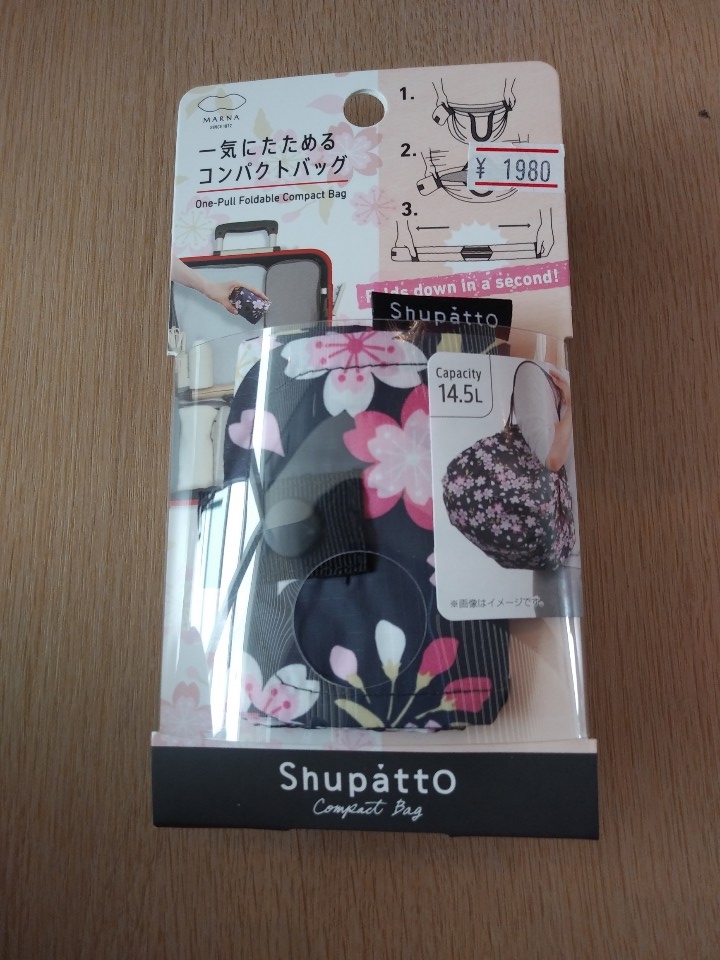 MARNA
SINCE 1872
一気にたためる
コンパクトバッグ
One-Pull Foldable Compact Bag
1.
2.
¥ 1980
3.
down in a second!
Shupatto
Capacity
14.5L
※画像はイメージです。
Shupatto
Compact Bag